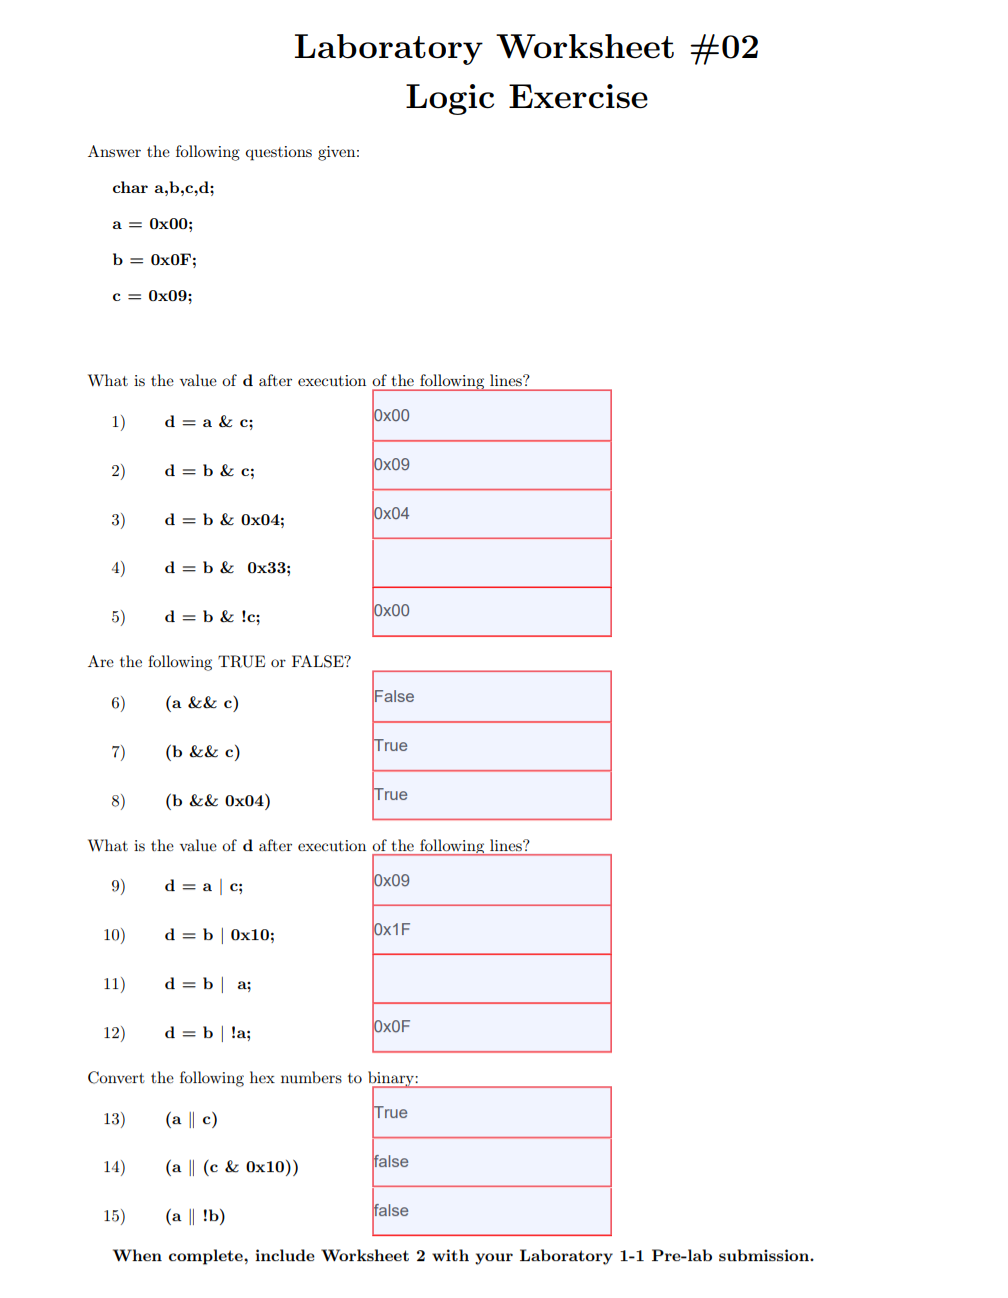 Laboratory Worksheet #02
Logic Exercise
Answer the following questions given:
char a,b,c,d;
a = 0x00;
b = 0x0F;
c = 0x09;
What is the value of d after execution of the following lines?
1) d = a & c; 0x00
2) d = b & c; 0x09
3) d = b & 0x04; 0x04
4) d = b & 0x33;
5) d = b & !c; 0x00
Are the following TRUE or FALSE?
6) (a && c) False
7) (b && c) True
8) (b && 0x04) True
What is the value of d after execution of the following lines?
9) d = a | c; 0x09
10) d = b | 0x10; 0x1F
11) d = b | a;
12) d = b | !a; 0x0F
Convert the following hex numbers to binary:
13) (a || c) True
14) (a || (c & 0x10)) false
15) (a || !b) false
When complete, include Worksheet 2 with your Laboratory 1-1 Pre-lab submission.